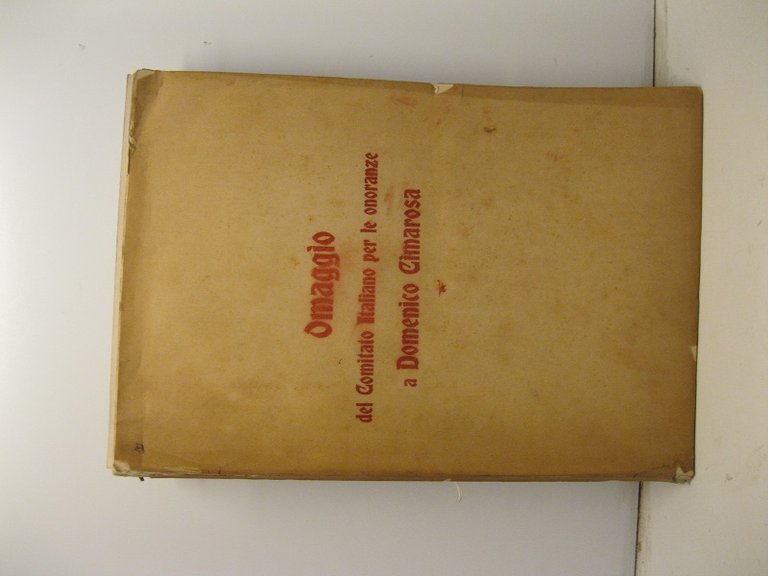 Omaggio
del Comitato Italiano per le onoranze
a Domenico Cimarosa